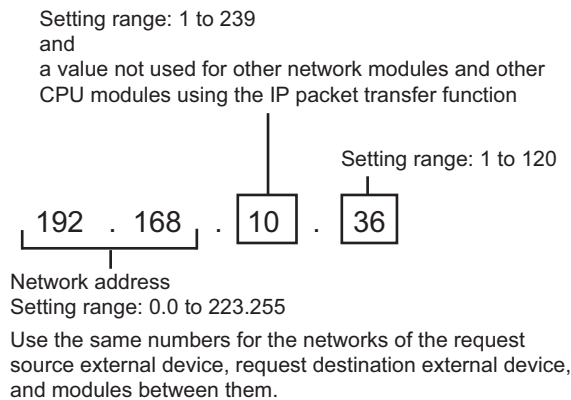 Setting range: 1 to 239
and
a value not used for other network modules and other
CPU modules using the IP packet transfer function
Setting range: 1 to 120
192 . 168 . 10 . 36
Network address
Setting range: 0.0 to 223.255
Use the same numbers for the networks of the request
source external device, request destination external device,
and modules between them.